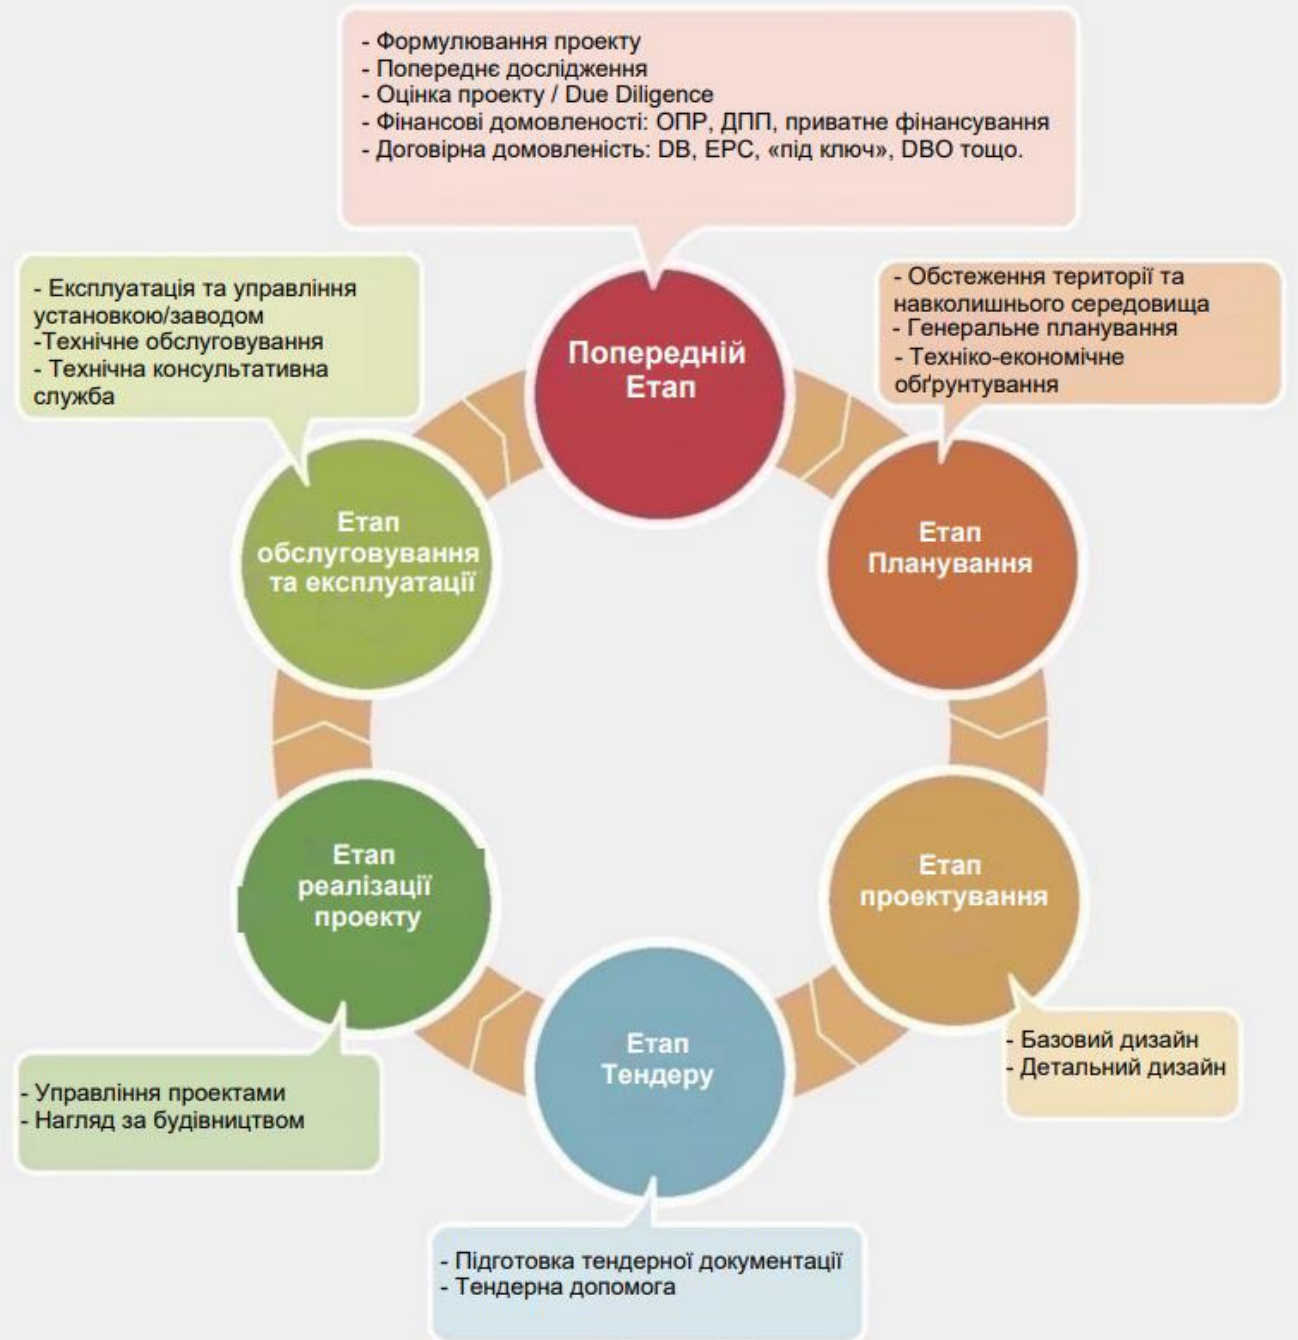 - Формулювання проекту
- Попереднє дослідження
- Оцінка проекту / Due Diligence
- Фінансові домовленості: ОПР, ДПП, приватне фінансування
- Договірна домовленість: DB, EPC, «під ключ», DBO тощо.
Попередній
Етап
- Обстеження території та
навколишнього середовища
- Генеральне планування
- Техніко-економічне
обґрунтування
Етап
Планування
Етап
проектування
- Базовий дизайн
- Детальний дизайн
Етап
Тендеру
- Підготовка тендерної документації
- Тендерна допомога
Етап
реалізації
проекту
- Управління проектами
- Нагляд за будівництвом
Етап
обслуговування
та експлуатації
- Експлуатація та управління
установкою/заводом
-Технічне обслуговування
- Технічна консультативна
служба